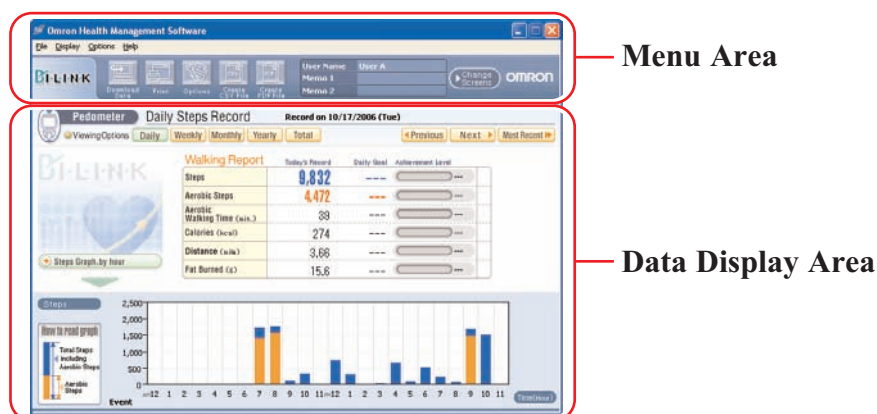 Omron Health Management Software
File Display Options Help
Bi-LINK
Download Data
Print
Options
Create CSV File
Create PDF File
User Name User A
Memo 1
Memo 2
Change Screens
OMRON
Menu Area
Pedometer Daily Steps Record Record on 10/17/2006 (Tue)
Viewing Options Daily Weekly Monthly Yearly Total Previous Next Most Recent
Bi-LINK
Walking Report Today's Record Daily Goal Achievement Level
Steps 9,832 --- ---
Aerobic Steps 4,472 --- ---
Aerobic
Walking Time (min.) 39 --- ---
Calories (kcal) 274 --- ---
Distance (mile) 3.66 --- ---
Fat Burned (g) 15.6 --- ---
Steps Graph.by hour
Data Display Area
Steps
How to read graph
Total Steps
including
Aerobic Steps
Aerobic
Steps
2,500
2,000
1,500
1,000
500
0
am12 1 2 3 4 5 6 7 8 9 10 11 pm12 1 2 3 4 5 6 7 8 9 10 11 Time(hour)
Event